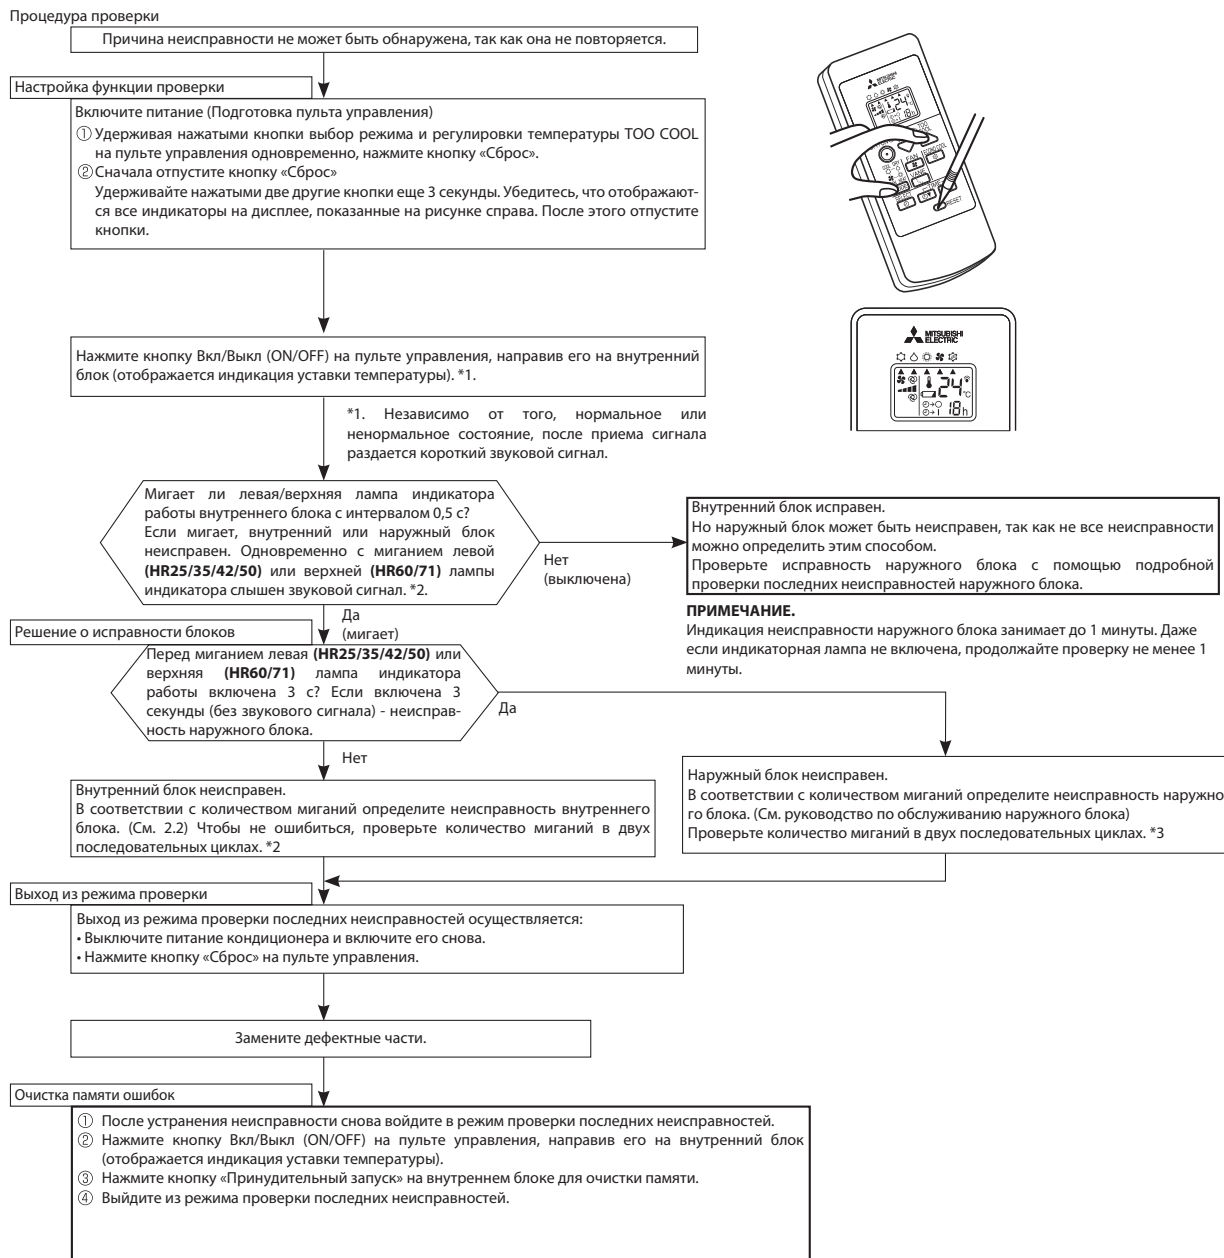 Процедура проверки
Причина неисправности не может быть обнаружена, так как она не повторяется.
Настройка функции проверки
Включите питание (Подготовка пульта управления)
① Удерживая нажатыми кнопки выбор режима и регулировки температуры TOO COOL
на пульте управления одновременно, нажмите кнопку «Сброс».
② Сначала отпустите кнопку «Сброс»
Удерживайте нажатыми две другие кнопки еще 3 секунды. Убедитесь, что отображают-
ся все индикаторы на дисплее, показанные на рисунке справа. После этого отпустите
кнопки.
MITSUBISHI
ELECTRIC
24°C
18h
TOO
COOL
FAN
ECONO COOL
VANE
TIME
RESET
Нажмите кнопку Вкл/Выкл (ON/OFF) на пульте управления, направив его на внутренний
блок (отображается индикация уставки температуры). *1.
MITSUBISHI
ELECTRIC
24°C
18h
*1. Независимо от того, нормальное или
ненормальное состояние, после приема сигнала
раздается короткий звуковой сигнал.
Мигает ли левая/верхняя лампа индикатора
работы внутреннего блока с интервалом 0,5 с?
Если мигает, внутренний или наружный блок
неисправен. Одновременно с миганием левой
(HR25/35/42/50) или верхней (HR60/71) лампы
индикатора слышен звуковой сигнал. *2.
Нет
(выключена)
Внутренний блок исправен.
Но наружный блок может быть неисправен, так как не все неисправности
можно определить этим способом.
Проверьте исправность наружного блока с помощью подробной
проверки последних неисправностей наружного блока.
ПРИМЕЧАНИЕ.
Индикация неисправности наружного блока занимает до 1 минуты. Даже
если индикаторная лампа не включена, продолжайте проверку не менее 1
минуты.
Да
(мигает)
Решение о исправности блоков
Перед миганием левая (HR25/35/42/50) или
верхняя (HR60/71) лампа индикатора
работы включена 3 с? Если включена 3
секунды (без звукового сигнала) - неисправ-
ность наружного блока.
Да
Нет
Внутренний блок неисправен.
В соответствии с количеством миганий определите неисправность внутреннего
блока. (См. 2.2) Чтобы не ошибиться, проверьте количество миганий в двух
последовательных циклах. *2
Наружный блок неисправен.
В соответствии с количеством миганий определите неисправность наружно
го блока. (См. руководство по обслуживанию наружного блока)
Проверьте количество миганий в двух последовательных циклах. *3
Выход из режима проверки
Выход из режима проверки последних неисправностей осуществляется:
• Выключите питание кондиционера и включите его снова.
• Нажмите кнопку «Сброс» на пульте управления.
Замените дефектные части.
Очистка памяти ошибок
① После устранения неисправности снова войдите в режим проверки последних неисправностей.
② Нажмите кнопку Вкл/Выкл (ON/OFF) на пульте управления, направив его на внутренний блок
(отображается индикация уставки температуры).
③ Нажмите кнопку «Принудительный запуск» на внутреннем блоке для очистки памяти.
④ Выйдите из режима проверки последних неисправностей.